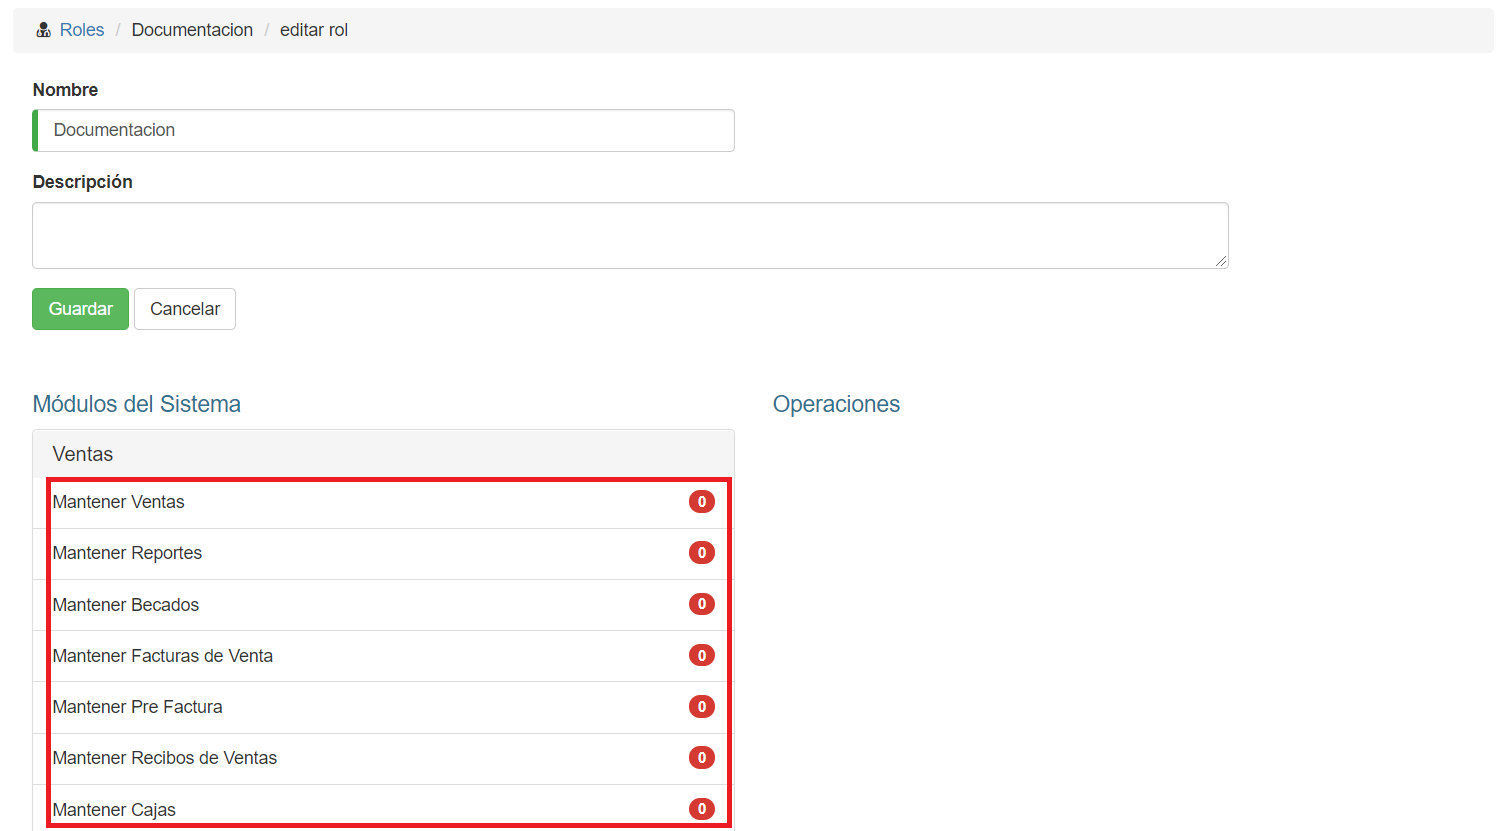 Roles / Documentacion / editar rol
Nombre
Documentacion
Descripción
Guardar Cancelar
Módulos del Sistema
Operaciones
Ventas
Mantener Ventas 0
Mantener Reportes 0
Mantener Becados 0
Mantener Facturas de Venta 0
Mantener Pre Factura 0
Mantener Recibos de Ventas 0
Mantener Cajas 0